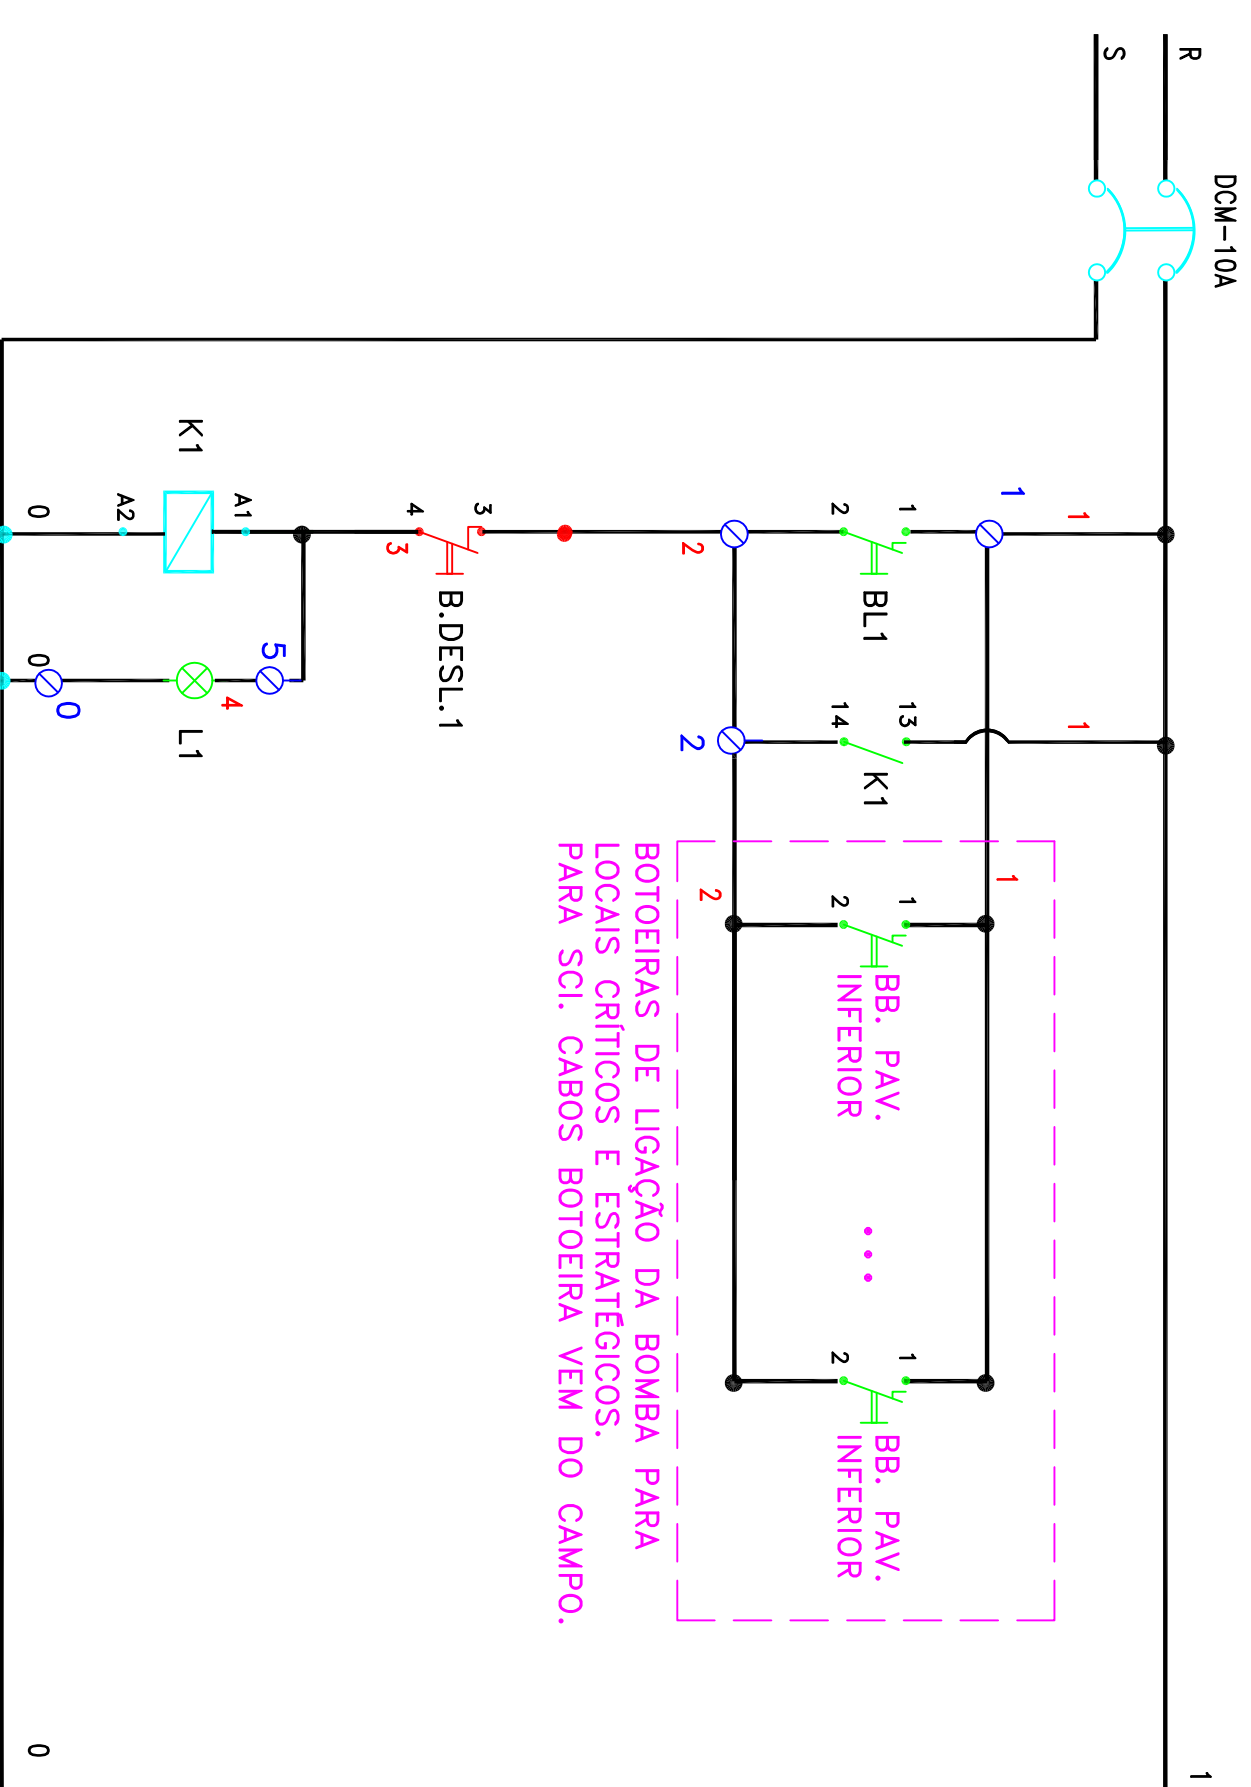 R
S
DCM-10A
1
1
1
1
BL1
2
2
1
13
K1
14
2
1
1
BB. PAV.
INFERIOR
2
2
...
1
BB. PAV.
INFERIOR
2
BOTOEIRAS DE LIGAÇÃO DA BOMBA PARA
LOCAIS CRÍTICOS E ESTRATÉGICOS.
PARA SCI. CABOS BOTOEIRA VEM DO CAMPO.
3
B.DESL.1
4
3
5
A1
K1
4
L1
A2
0
0
0
0
1